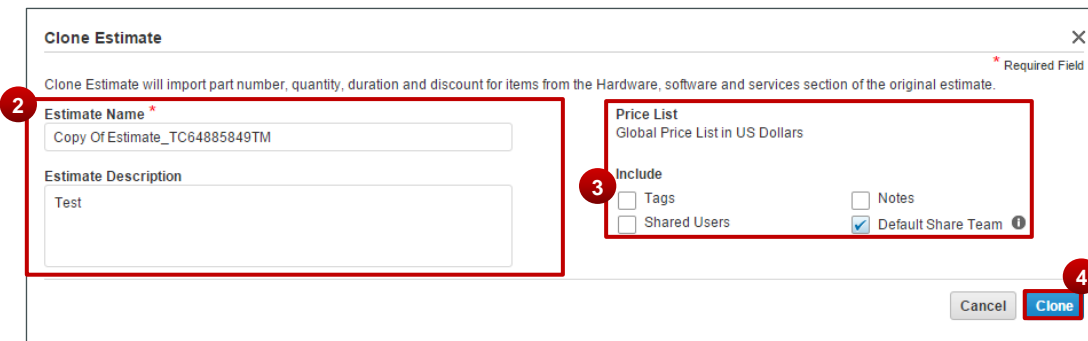 Clone Estimate
* Required Field
Clone Estimate will import part number, quantity, duration and discount for items from the Hardware, software and services section of the original estimate.
2
Estimate Name *
Copy Of Estimate_TC64885849TM
Estimate Description
Test
Price List
Global Price List in US Dollars
Include
3
Tags
Notes
Shared Users
Default Share Team
4
Cancel
Clone